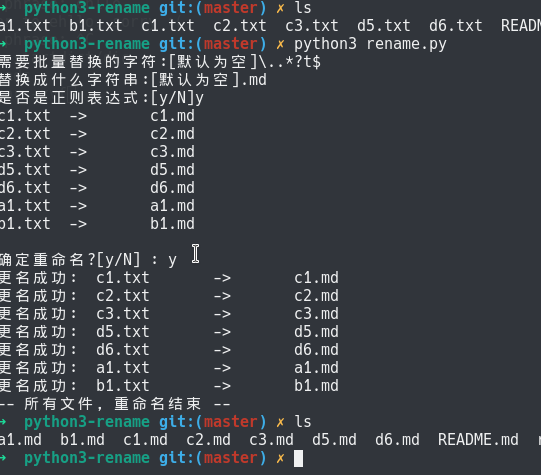 → python3-rename git:(master) ✗ ls
a1.txt b1.txt c1.txt c2.txt c3.txt d5.txt d6.txt
→ python3-rename git:(master) ✗ python3 rename.py
需要批量替换的字符:[默认为空]\..*?t$
替换成什么字符串:[默认为空].md
是否是正则表达式:[y/N]y
c1.txt -> c1.md
c2.txt -> c2.md
c3.txt -> c3.md
d5.txt -> d5.md
d6.txt -> d6.md
a1.txt -> a1.md
b1.txt -> b1.md
确定重命名?[y/N] : y
更名成功: c1.txt -> c1.md
更名成功: c2.txt -> c2.md
更名成功: c3.txt -> c3.md
更名成功: d5.txt -> d5.md
更名成功: d6.txt -> d6.md
更名成功: a1.txt -> a1.md
更名成功: b1.txt -> b1.md
-- 所有文件, 重命名结束 --
→ python3-rename git:(master) ✗ ls
a1.md b1.md c1.md c2.md c3.md d5.md d6.md README.md
→ python3-rename git:(master) ✗